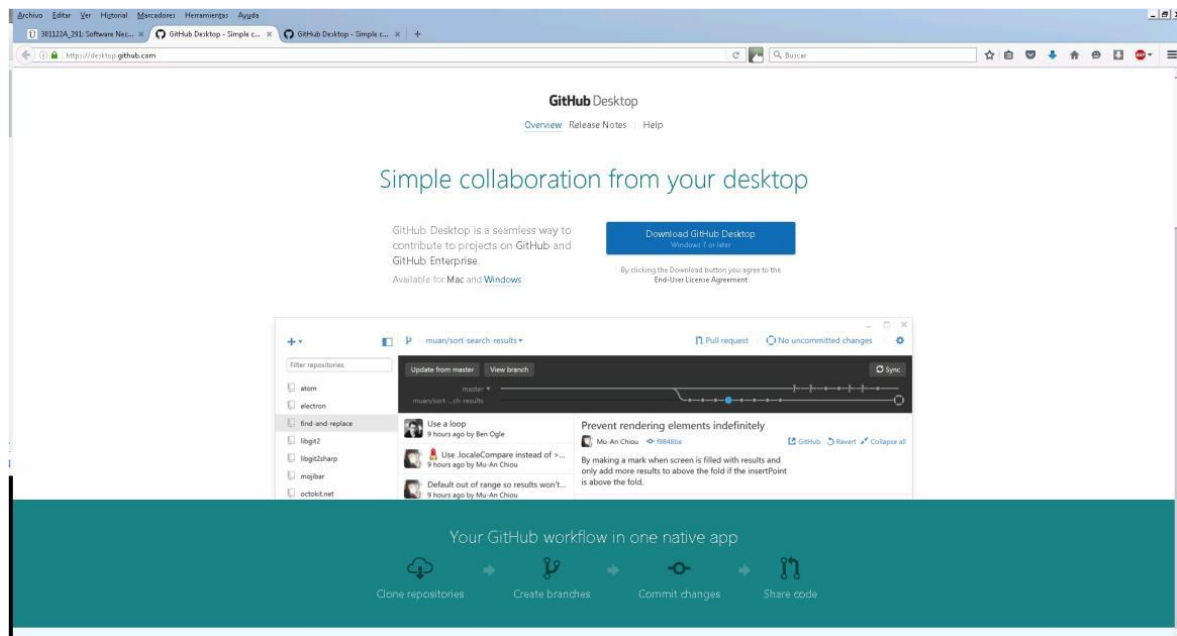 Archivo Editar Ver Historial Marcadores Herramientas Ayuda
301122A_291: Software Nec... × GitHub Desktop - Simple c... × GitHub Desktop - Simple c... × +
https://desktop.github.com Buscar
GitHub Desktop
Overview Release Notes Help
Simple collaboration from your desktop
GitHub Desktop is a seamless way to
contribute to projects on GitHub and
GitHub Enterprise.
Available for Mac and Windows
Download GitHub Desktop
Windows 7 or later
By clicking the Download button you agree to the
End-User License Agreement.
muan/sort-search-results Pull request No uncommitted changes
Filter repositories
Update from master View branch Sync
master
muan/sort-...ch-results
atom
electron
find-and-replace
libgit2
libgit2sharp
mojibar
octokit.net
Use a loop
9 hours ago by Ben Ogle
Use .localeCompare instead of >...
9 hours ago by Mu-An Chiou
Default out of range so results won't...
9 hours ago by Mu-An Chiou
Prevent rendering elements indefinitely
Mu-An Chiou f9848ba GitHub Revert Collapse all
By making a mark when screen is filled with results and
only add more results to above the fold if the insertPoint
is above the fold.
Your GitHub workflow in one native app
Clone repositories Create branches Commit changes Share code